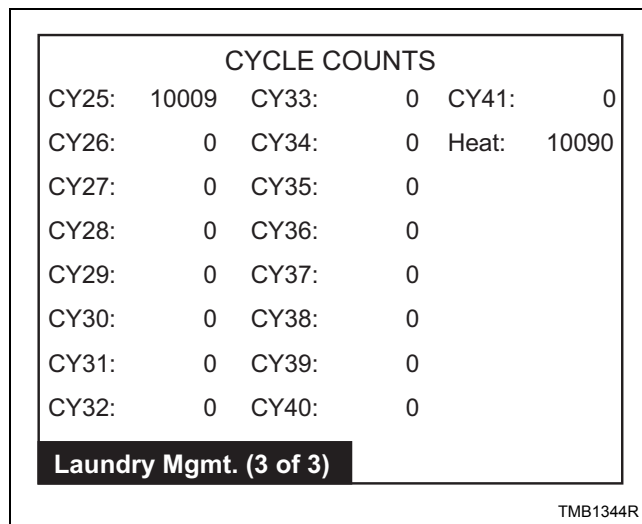 CYCLE COUNTS
CY25: 10009 CY33: 0 CY41: 0
CY26: 0 CY34: 0 Heat: 10090
CY27: 0 CY35: 0
CY28: 0 CY36: 0
CY29: 0 CY37: 0
CY30: 0 CY38: 0
CY31: 0 CY39: 0
CY32: 0 CY40: 0
Laundry Mgmt. (3 of 3)
TMB1344R